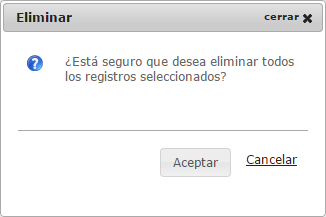 Eliminar cerrar
¿Está seguro que desea eliminar todos
los registros seleccionados?
Aceptar Cancelar